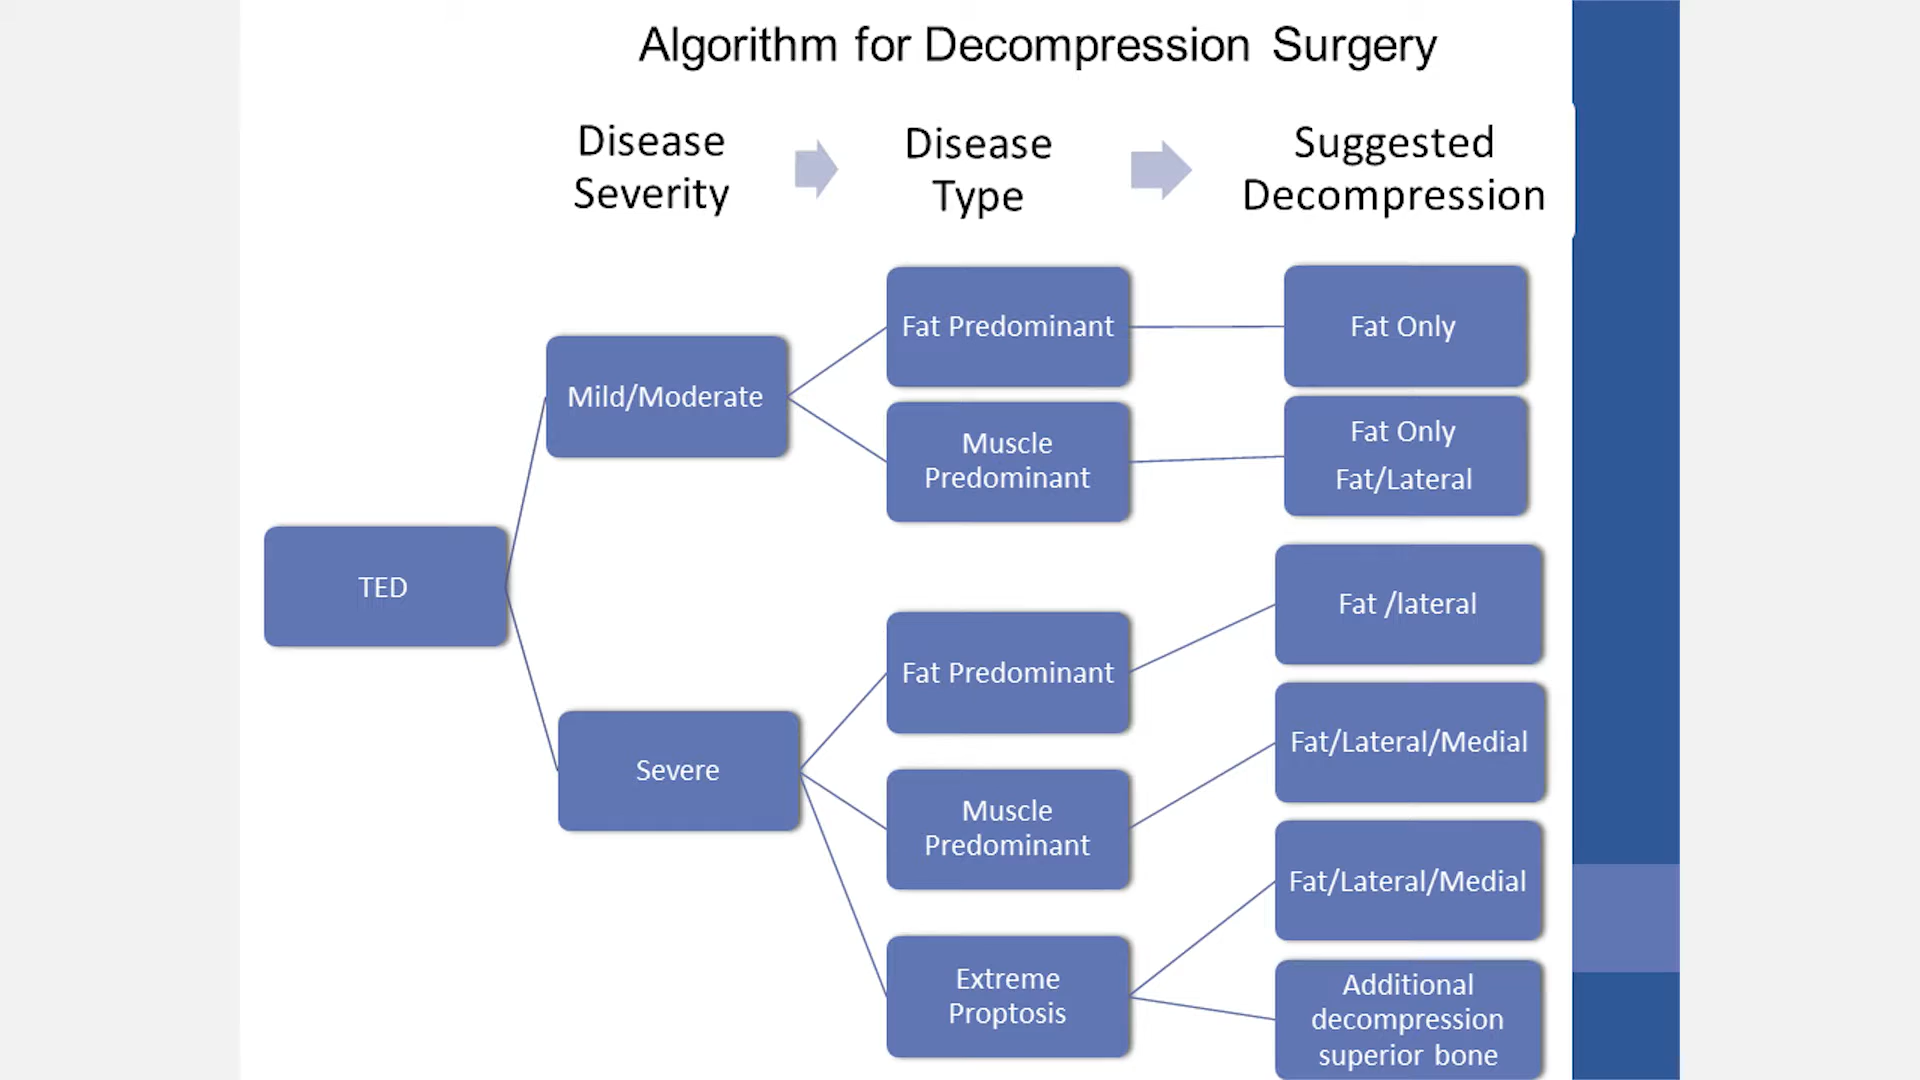 Algorithm for Decompression Surgery
Disease
Severity
Disease
Type
Suggested
Decompression
TED
Mild/Moderate
Fat Predominant
Fat Only
Muscle
Predominant
Fat Only
Fat/Lateral
Severe
Fat Predominant
Fat /lateral
Muscle
Predominant
Fat/Lateral/Medial
Extreme
Proptosis
Fat/Lateral/Medial
Additional
decompression
superior bone